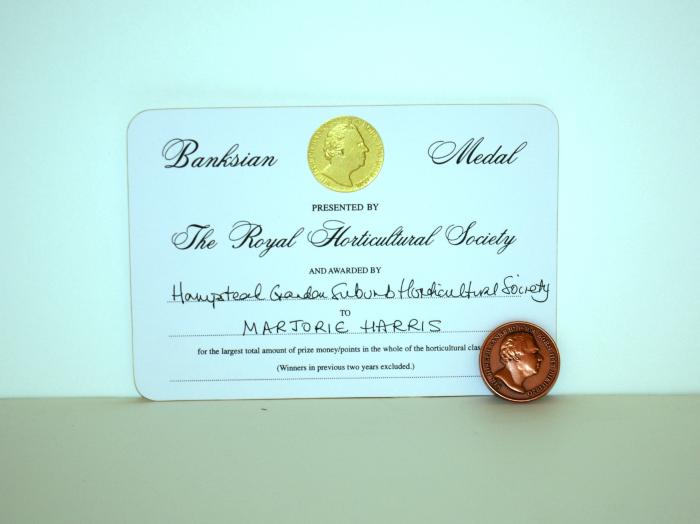 Banksian Medal
PRESENTED BY
The Royal Horticultural Society
AND AWARDED BY
Hampstead Garden Suburb Horticultural Society
TO
MARJORIE HARRIS
for the largest total amount of prize money/points in the whole of the horticultural clas
(Winners in previous two years excluded.)